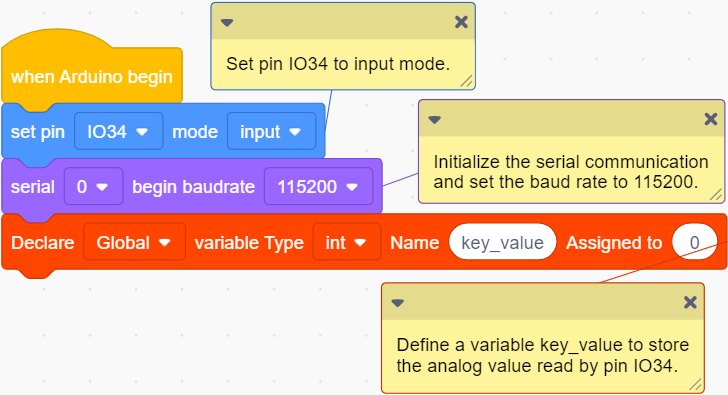 Set pin IO34 to input mode.
when Arduino begin
set pin IO34 mode input
Initialize the serial communication
and set the baud rate to 115200.
serial 0 begin baudrate 115200
Declare Global variable Type int Name key_value Assigned to 0
Define a variable key_value to store
the analog value read by pin IO34.